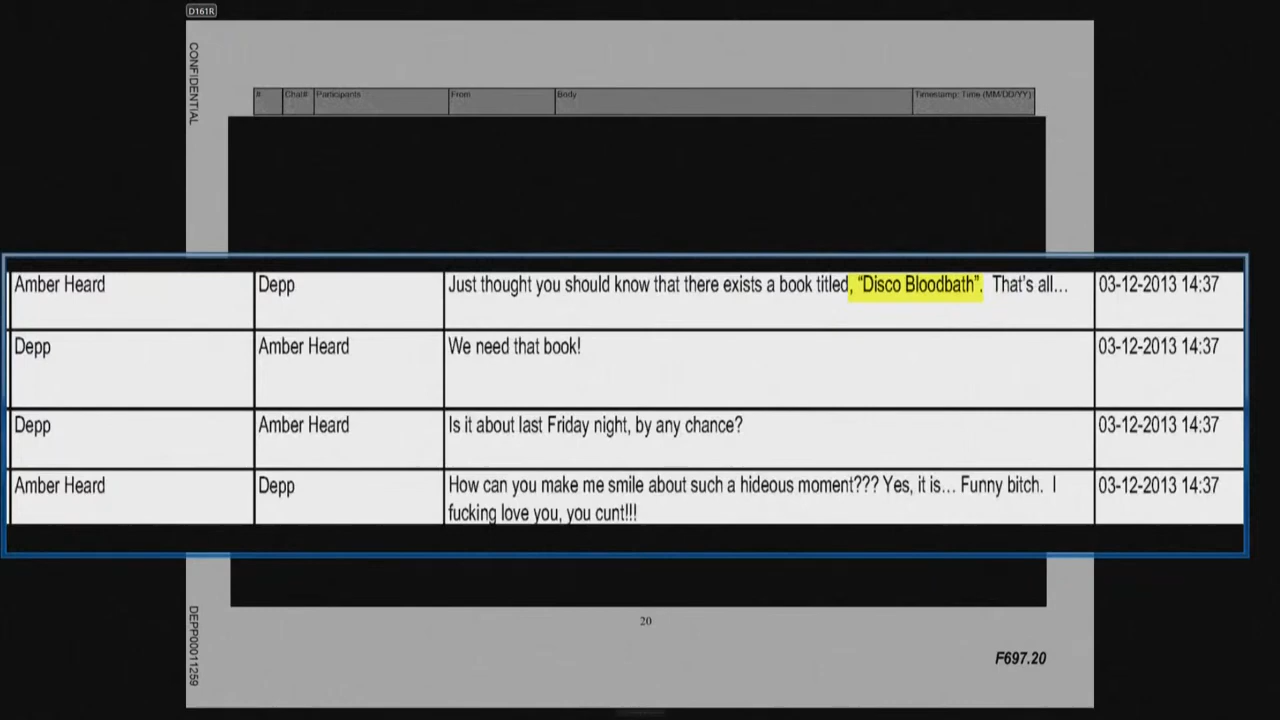 D161R
CONFIDENTIAL
# Chat# Participants From Body Timestamp: Time (MM/DD/YY)
Amber Heard Depp Just thought you should know that there exists a book titled, “Disco Bloodbath”. That’s all... 03-12-2013 14:37
Depp Amber Heard We need that book! 03-12-2013 14:37
Depp Amber Heard Is it about last Friday night, by any chance? 03-12-2013 14:37
Amber Heard Depp How can you make me smile about such a hideous moment??? Yes, it is... Funny bitch. I 03-12-2013 14:37
fucking love you, you cunt!!!
20
DEPP00011259
F697.20